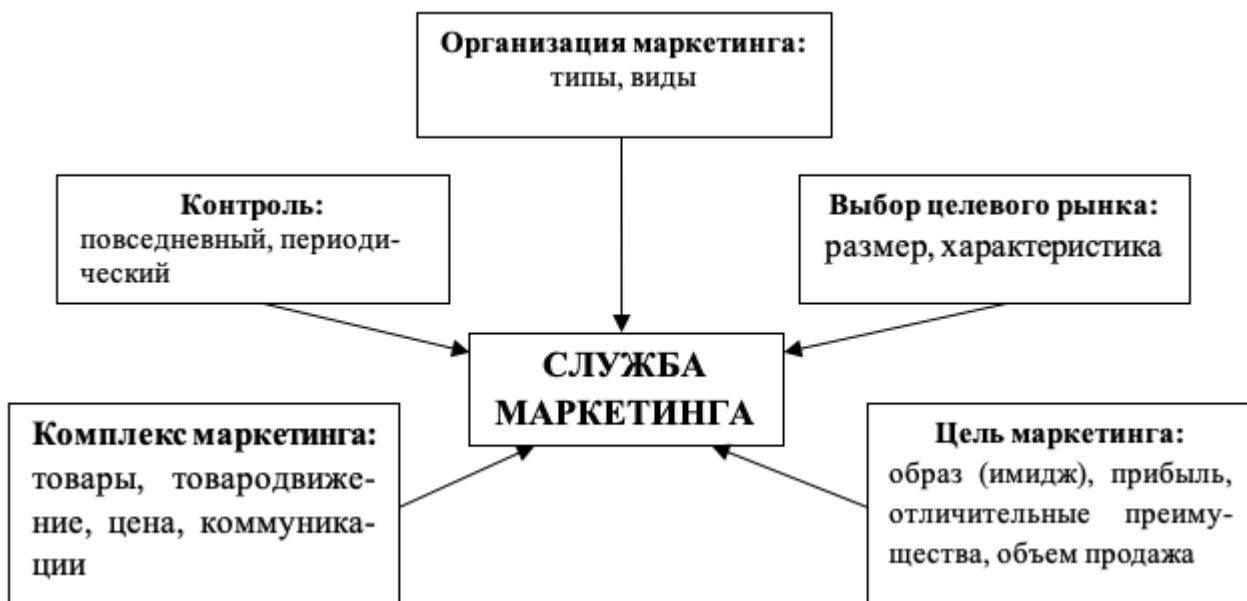 Организация маркетинга:
типы, виды
Контроль:
повседневный, периоди-
ческий
Выбор целевого рынка:
размер, характеристика
СЛУЖБА
МАРКЕТИНГА
Комплекс маркетинга:
товары, товародвиже-
ние, цена, коммуника-
ции
Цель маркетинга:
образ (имидж), прибыль,
отличительные преиму-
щества, объем продажа